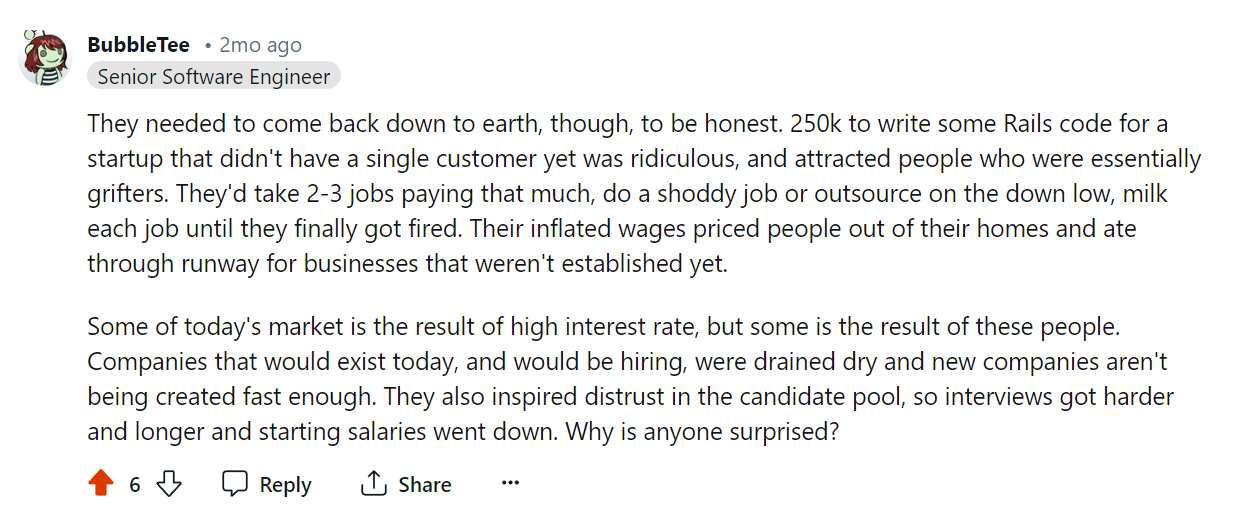 BubbleTee • 2mo ago
Senior Software Engineer
They needed to come back down to earth, though, to be honest. 250k to write some Rails code for a
startup that didn't have a single customer yet was ridiculous, and attracted people who were essentially
grifters. They'd take 2-3 jobs paying that much, do a shoddy job or outsource on the down low, milk
each job until they finally got fired. Their inflated wages priced people out of their homes and ate
through runway for businesses that weren't established yet.
Some of today's market is the result of high interest rate, but some is the result of these people.
Companies that would exist today, and would be hiring, were drained dry and new companies aren't
being created fast enough. They also inspired distrust in the candidate pool, so interviews got harder
and longer and starting salaries went down. Why is anyone surprised?
6 Reply Share ...